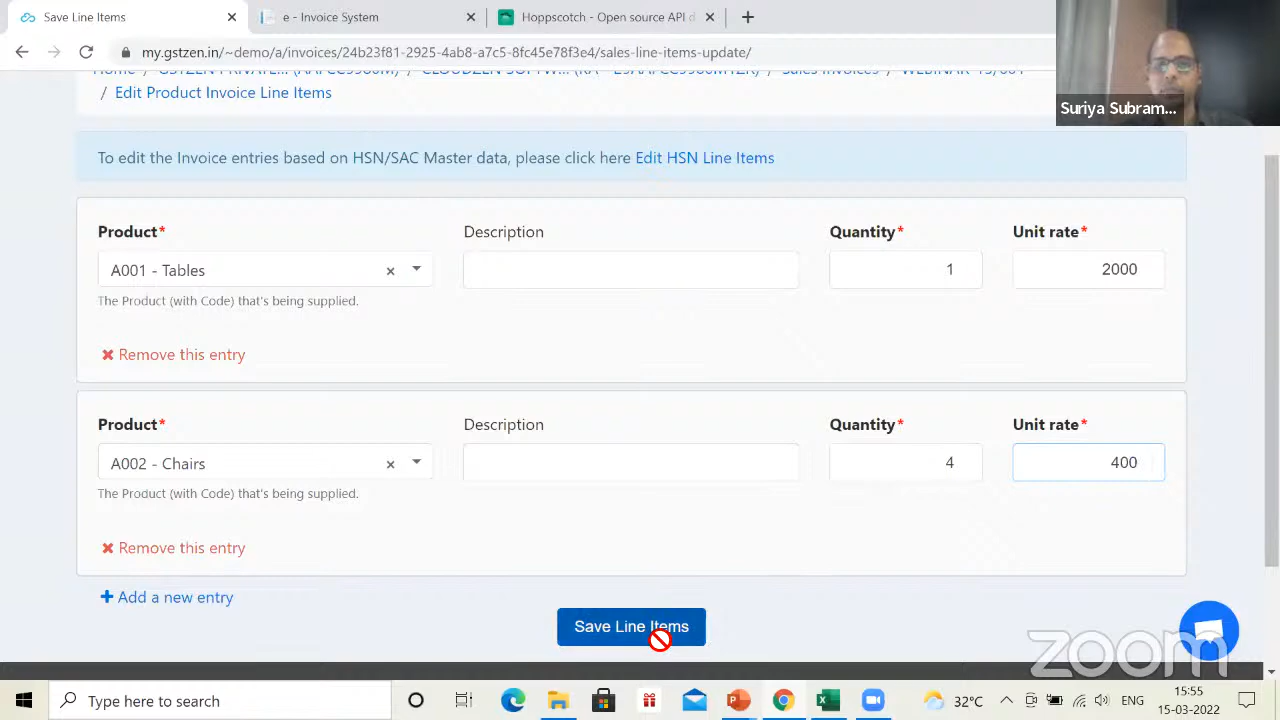 Save Line Items
e - Invoice System
Hoppscotch - Open source API d
my.gstzen.in/~demo/a/invoices/24b23f81-2925-4ab8-a7c5-8fc45e78f3e4/sales-line-items-update/
Suriya Subram...
/ Edit Product Invoice Line Items
To edit the Invoice entries based on HSN/SAC Master data, please click here Edit HSN Line Items
Product* Description Quantity* Unit rate*
A001 - Tables × 1 2000
The Product (with Code) that's being supplied.
Remove this entry
Product* Description Quantity* Unit rate*
A002 - Chairs × 4 400
The Product (with Code) that's being supplied.
Remove this entry
Add a new entry
Save Line Items
zoom
Type here to search
32°C
ENG
15:55
15-03-2022